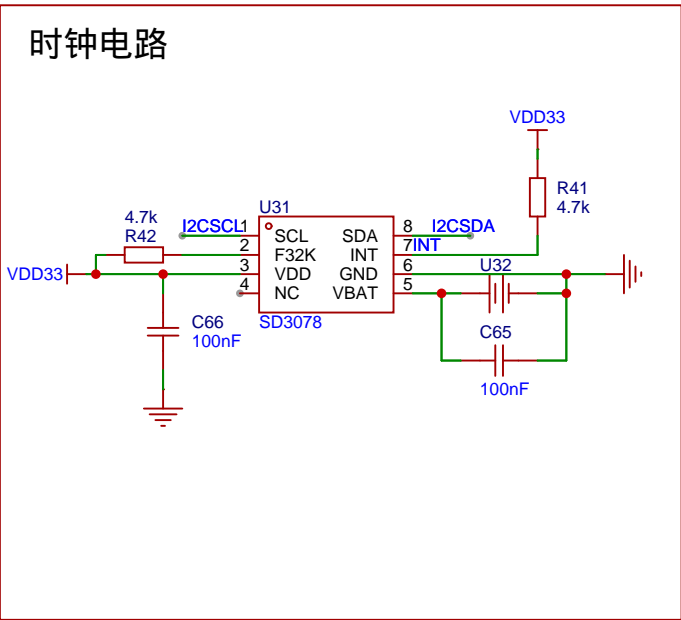 时钟电路
VDD33
R41
4.7k
U31
4.7k
R42
I2CSCL
1
8
I2CSDA
SCL
SDA
2
7
INT
F32K
INT
VDD33
3
6
VDD
GND
U32
4
5
NC
VBAT
SD3078
C66
100nF
C65
100nF